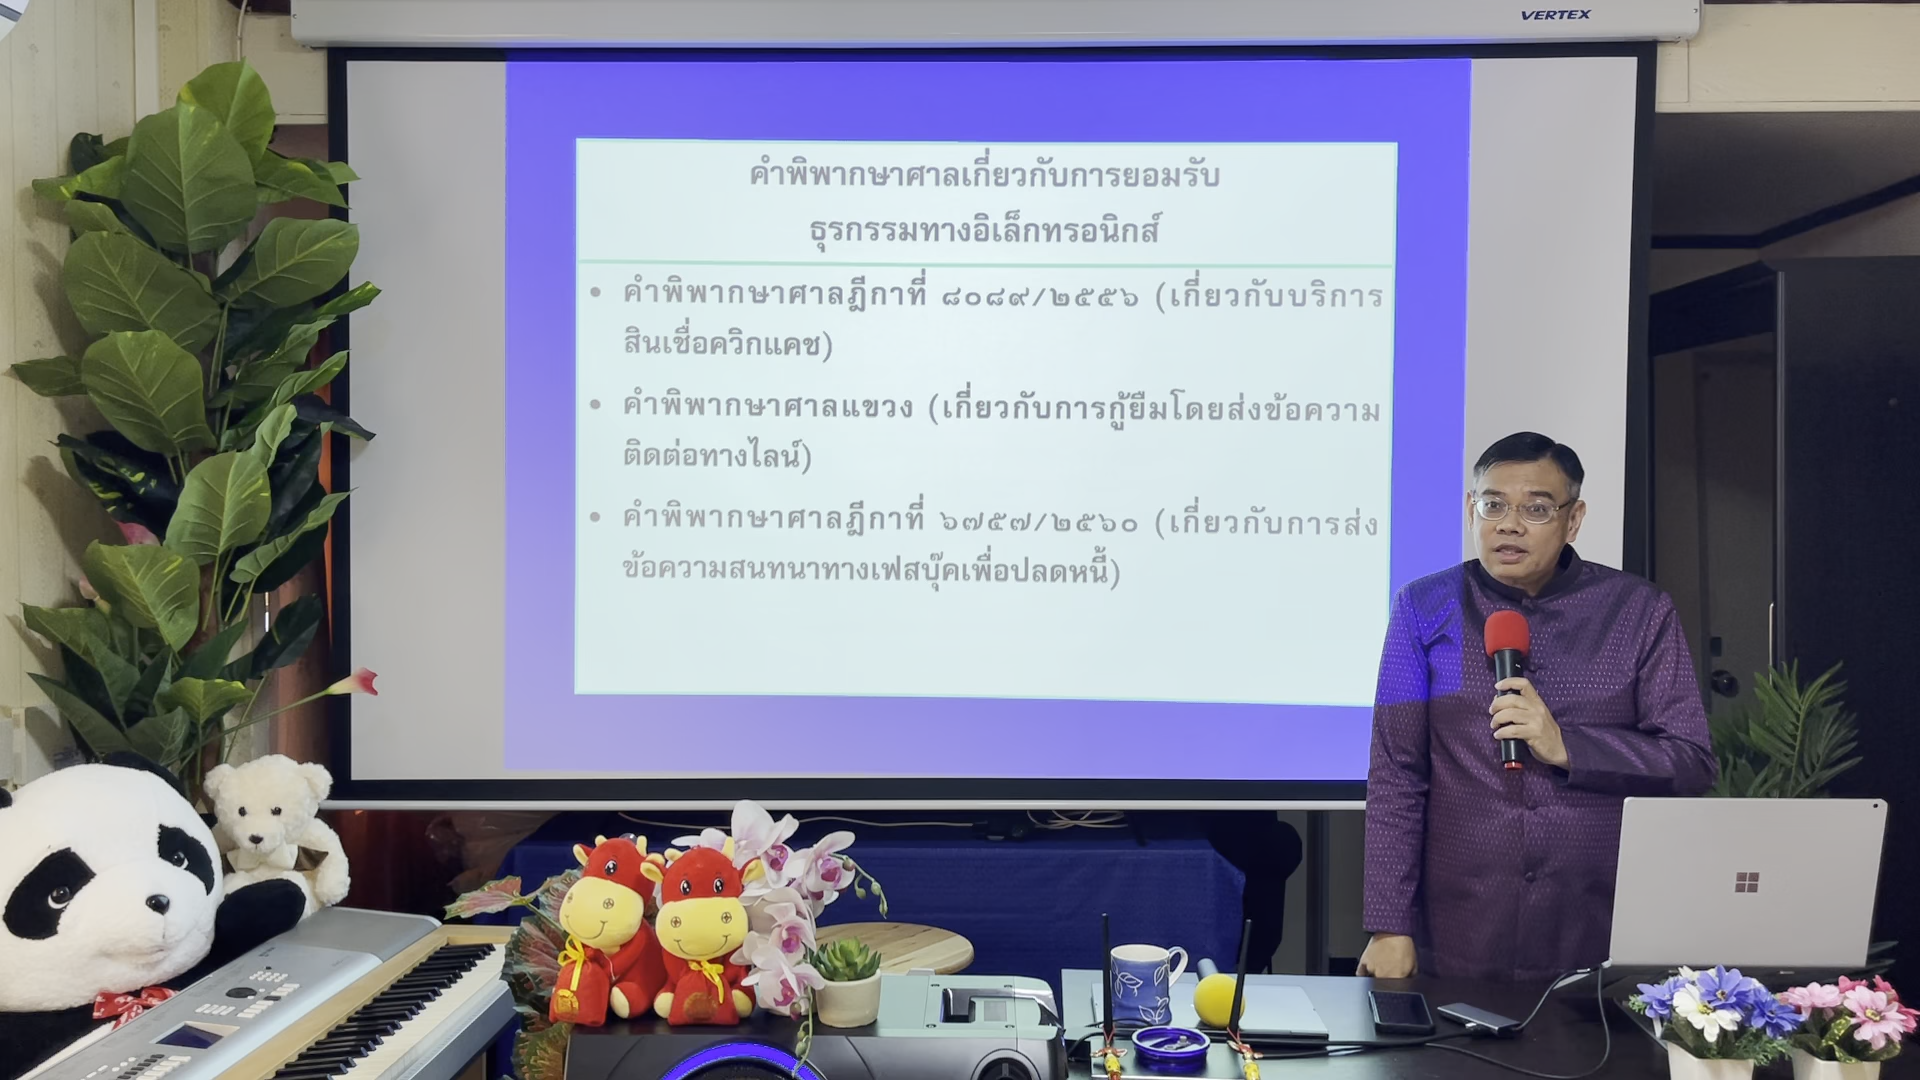 VERTEX
คำพิพากษาศาลเกี่ยวกับการยอมรับ
ธุรกรรมทางอิเล็กทรอนิกส์
• คำพิพากษาศาลฎีกาที่ ๘๐๘๙/๒๕๕๖ (เกี่ยวกับบริการ
สินเชื่อควิกแคช)
• คำพิพากษาศาลแขวง (เกี่ยวกับการกู้ยืมโดยส่งข้อความ
ติดต่อทางไลน์)
• คำพิพากษาศาลฎีกาที่ ๖๗๕๗/๒๕๖๐ (เกี่ยวกับการส่ง
ข้อความสนทนาทางเฟสบุ๊คเพื่อปลดหนี้)